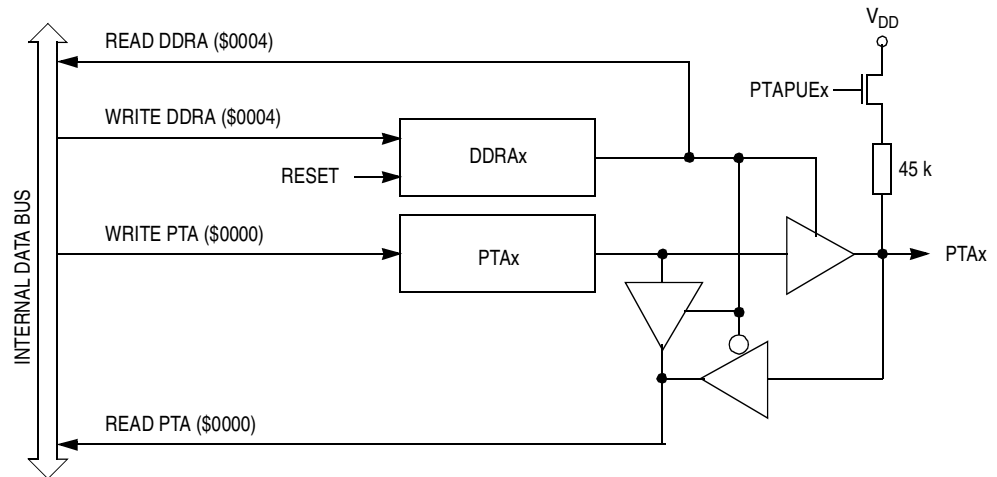 V_DD
READ DDRA ($0004)
PTAPUEx
WRITE DDRA ($0004)
DDRAx
RESET
45 k
WRITE PTA ($0000)
PTAx
PTAx
INTERNAL DATA BUS
READ PTA ($0000)